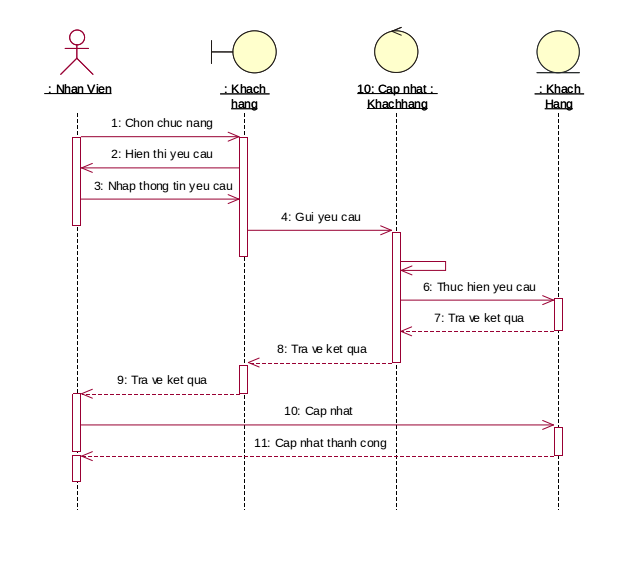 : Nhan Vien
: Khach
hang
10: Cap nhat :
Khachhang
: Khach
Hang
1: Chon chuc nang
2: Hien thi yeu cau
3: Nhap thong tin yeu cau
4: Gui yeu cau
6: Thuc hien yeu cau
7: Tra ve ket qua
8: Tra ve ket qua
9: Tra ve ket qua
10: Cap nhat
11: Cap nhat thanh cong